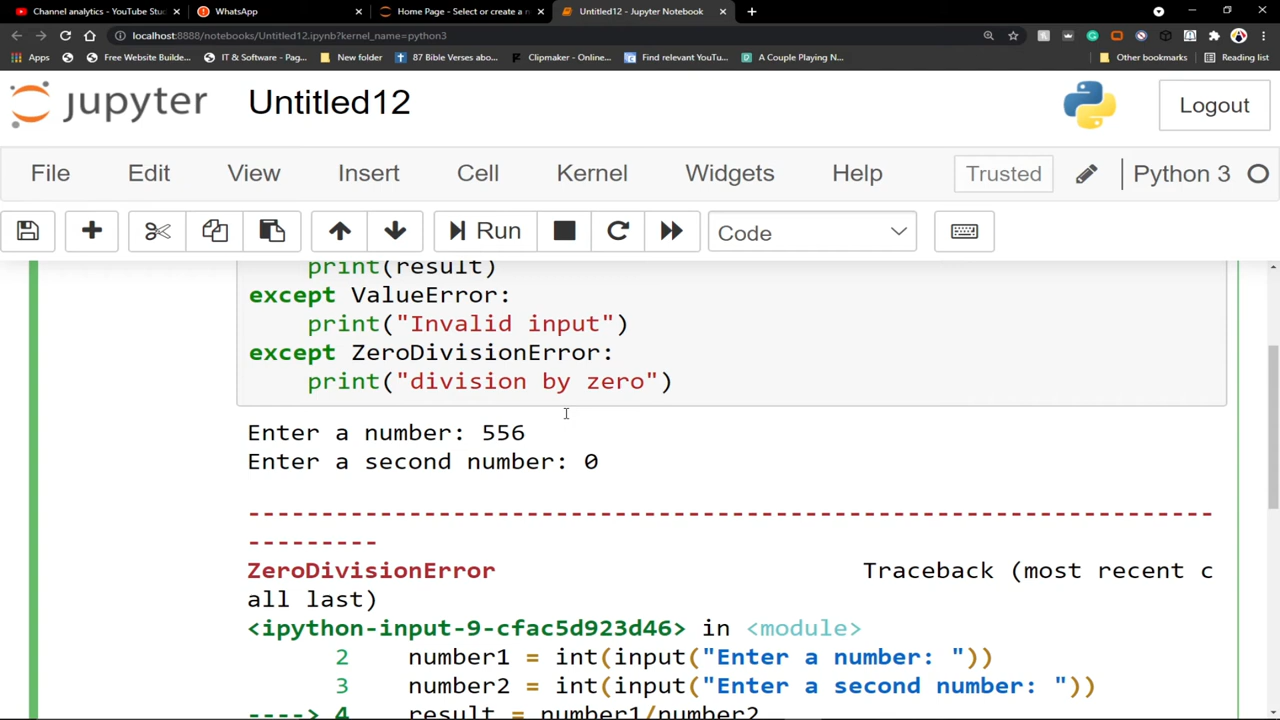 Channel analytics - YouTube Stu
WhatsApp
Home Page - Select or create a n
Untitled12 - Jupyter Notebook
localhost:8888/notebooks/Untitled12.ipynb?kernel_name=python3
Apps
Free Website Builde...
IT & Software - Pag...
New folder
87 Bible Verses abo...
Clipmaker - Online...
Find relevant YouTu...
A Couple Playing N...
Other bookmarks
Reading list
jupyter
Untitled12
Logout
File
Edit
View
Insert
Cell
Kernel
Widgets
Help
Trusted
Python 3
Run
Code
print(result)
except ValueError:
print("Invalid input")
except ZeroDivisionError:
print("division by zero")
Enter a number: 556
Enter a second number: 0
--------------------------------------------------------------------------
---------
ZeroDivisionError Traceback (most recent c
all last)
<ipython-input-9-cfac5d923d46> in <module>
2 number1 = int(input("Enter a number: "))
3 number2 = int(input("Enter a second number: "))
----> 4 result = number1/number2